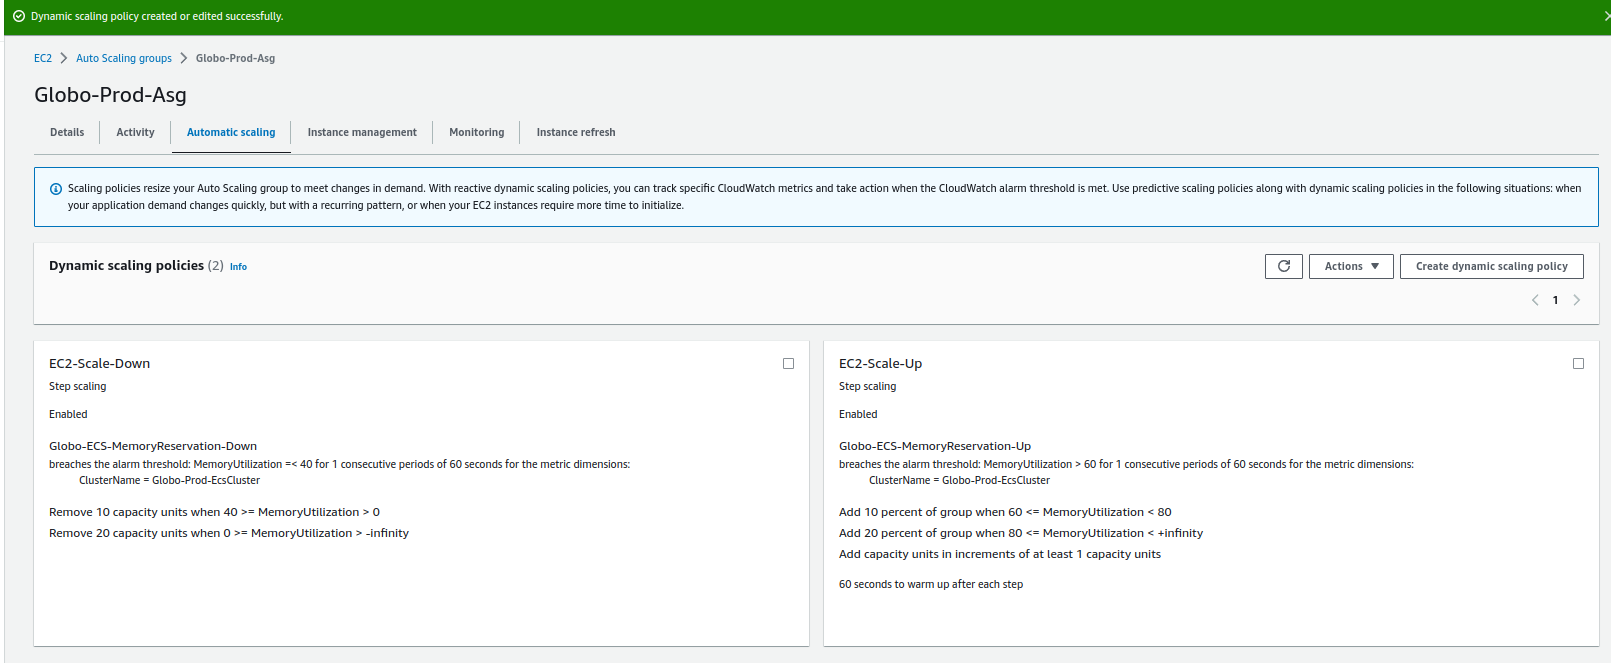 Dynamic scaling policy created or edited successfully.
EC2 > Auto Scaling groups > Globo-Prod-Asg
Globo-Prod-Asg
Details
Activity
Automatic scaling
Instance management
Monitoring
Instance refresh
Scaling policies resize your Auto Scaling group to meet changes in demand. With reactive dynamic scaling policies, you can track specific CloudWatch metrics and take action when the CloudWatch alarm threshold is met. Use predictive scaling policies along with dynamic scaling policies in the following situations: when
your application demand changes quickly, but with a recurring pattern, or when your EC2 instances require more time to initialize.
Dynamic scaling policies (2) Info
Actions
Create dynamic scaling policy
1
EC2-Scale-Down
Step scaling
Enabled
Globo-ECS-MemoryReservation-Down
breaches the alarm threshold: MemoryUtilization =< 40 for 1 consecutive periods of 60 seconds for the metric dimensions:
ClusterName = Globo-Prod-EcsCluster
Remove 10 capacity units when 40 >= MemoryUtilization > 0
Remove 20 capacity units when 0 >= MemoryUtilization > -infinity
EC2-Scale-Up
Step scaling
Enabled
Globo-ECS-MemoryReservation-Up
breaches the alarm threshold: MemoryUtilization > 60 for 1 consecutive periods of 60 seconds for the metric dimensions:
ClusterName = Globo-Prod-EcsCluster
Add 10 percent of group when 60 <= MemoryUtilization < 80
Add 20 percent of group when 80 <= MemoryUtilization < +infinity
Add capacity units in increments of at least 1 capacity units
60 seconds to warm up after each step